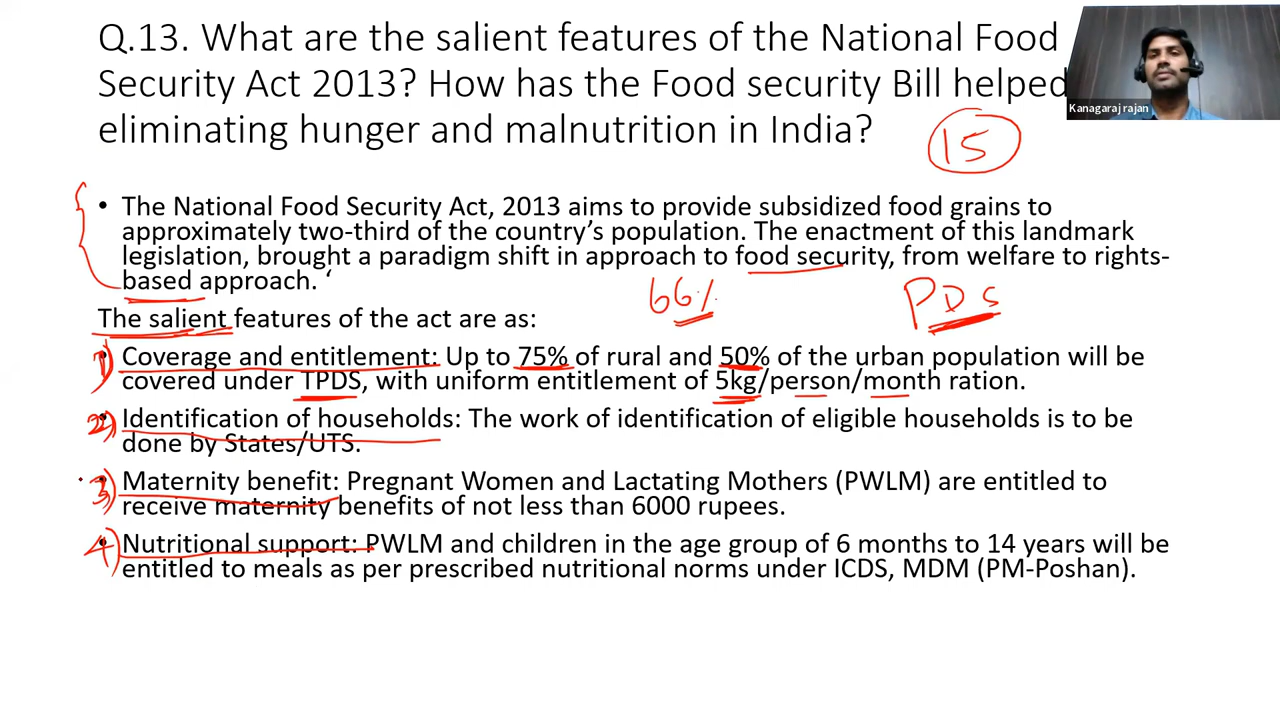 Q.13. What are the salient features of the National Food
Security Act 2013? How has the Food security Bill helped
eliminating hunger and malnutrition in India?
Kanagaraj rajan
15
• The National Food Security Act, 2013 aims to provide subsidized food grains to
approximately two-third of the country's population. The enactment of this landmark
legislation, brought a paradigm shift in approach to food security, from welfare to rights-
based approach. ‘
66%
PDS
The salient features of the act are as:
1) Coverage and entitlement: Up to 75% of rural and 50% of the urban population will be
covered under TPDS, with uniform entitlement of 5kg/person/month ration.
2) Identification of households: The work of identification of eligible households is to be
done by States/UTS.
3) Maternity benefit: Pregnant Women and Lactating Mothers (PWLM) are entitled to
receive maternity benefits of not less than 6000 rupees.
4) Nutritional support: PWLM and children in the age group of 6 months to 14 years will be
entitled to meals as per prescribed nutritional norms under ICDS, MDM (PM-Poshan).